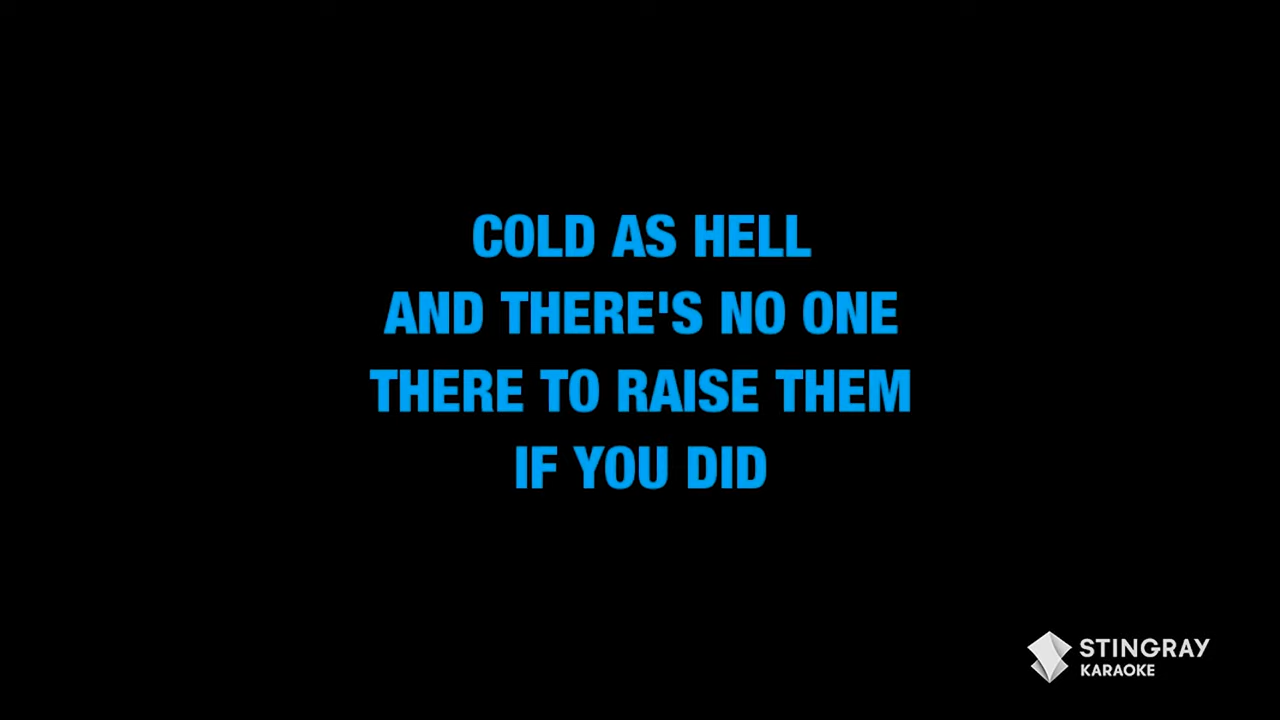 COLD AS HELL
AND THERE'S NO ONE
THERE TO RAISE THEM
IF YOU DID
STINGRAY
KARAOKE